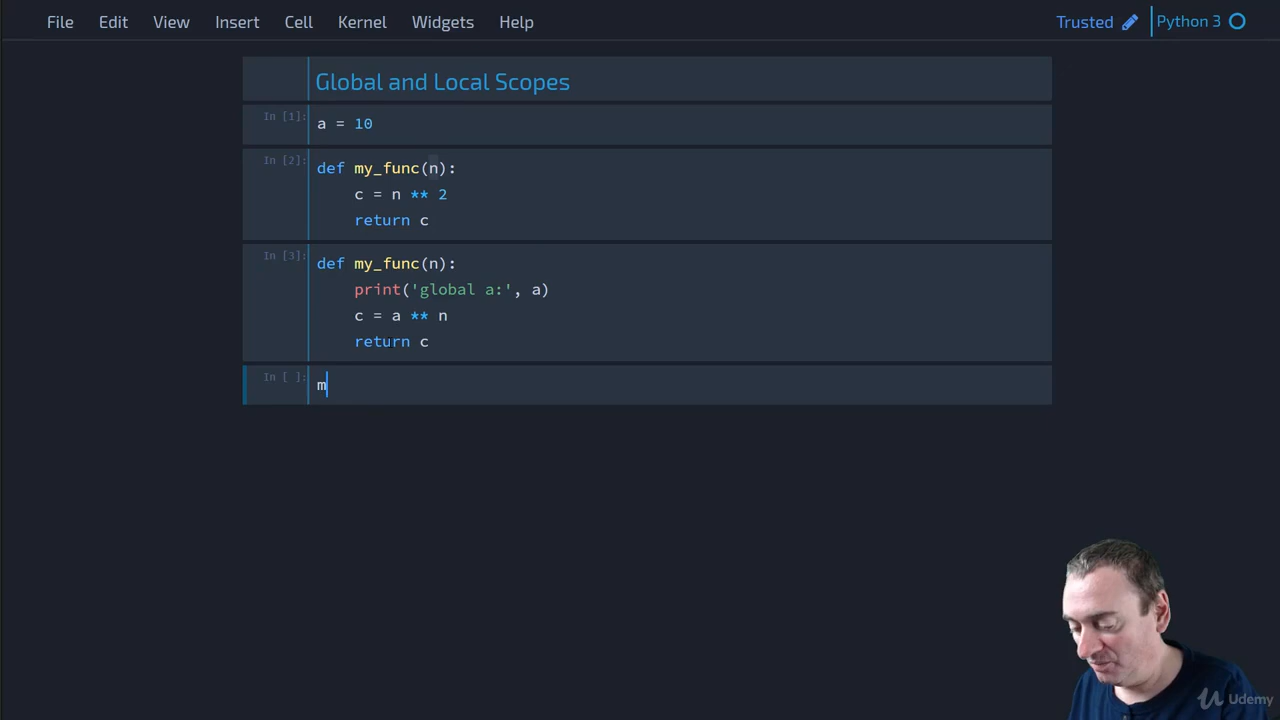 File Edit View Insert Cell Kernel Widgets Help Trusted Python 3
Global and Local Scopes
In [1]: a = 10
In [2]: def my_func(n):
    c = n ** 2
    return c
In [3]: def my_func(n):
    print('global a:', a)
    c = a ** n
    return c
In [ ]: m
Udemy